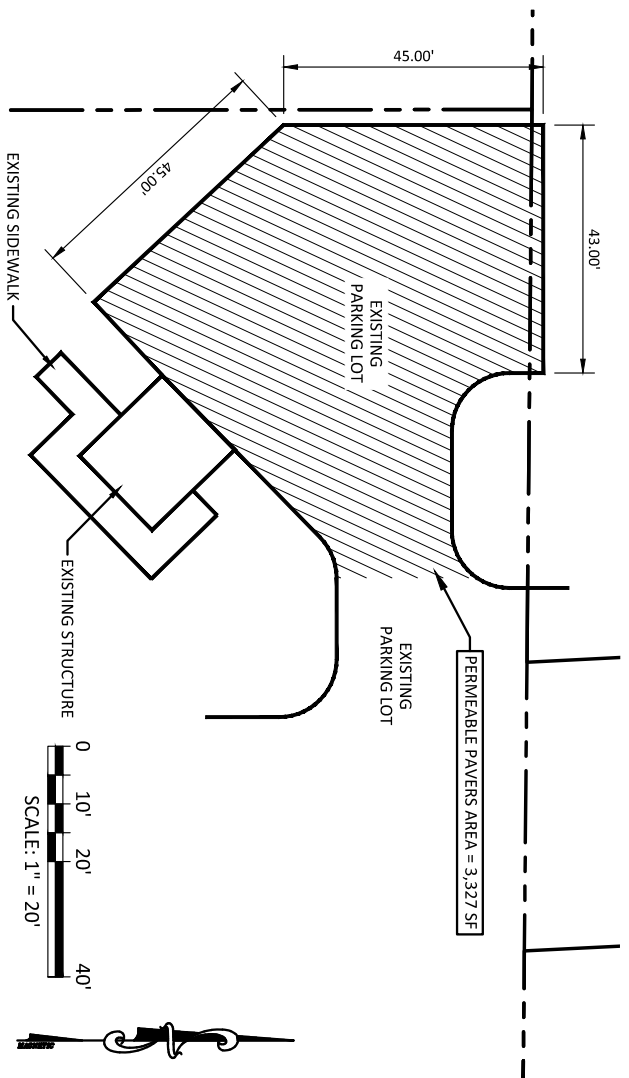 45.00'
43.00'
45.00'
EXISTING SIDEWALK
EXISTING
PARKING LOT
EXISTING STRUCTURE
EXISTING
PARKING LOT
PERMEABLE PAVERS AREA = 3,327 SF
0 10' 20' 40'
SCALE: 1" = 20'
MAGNETIC